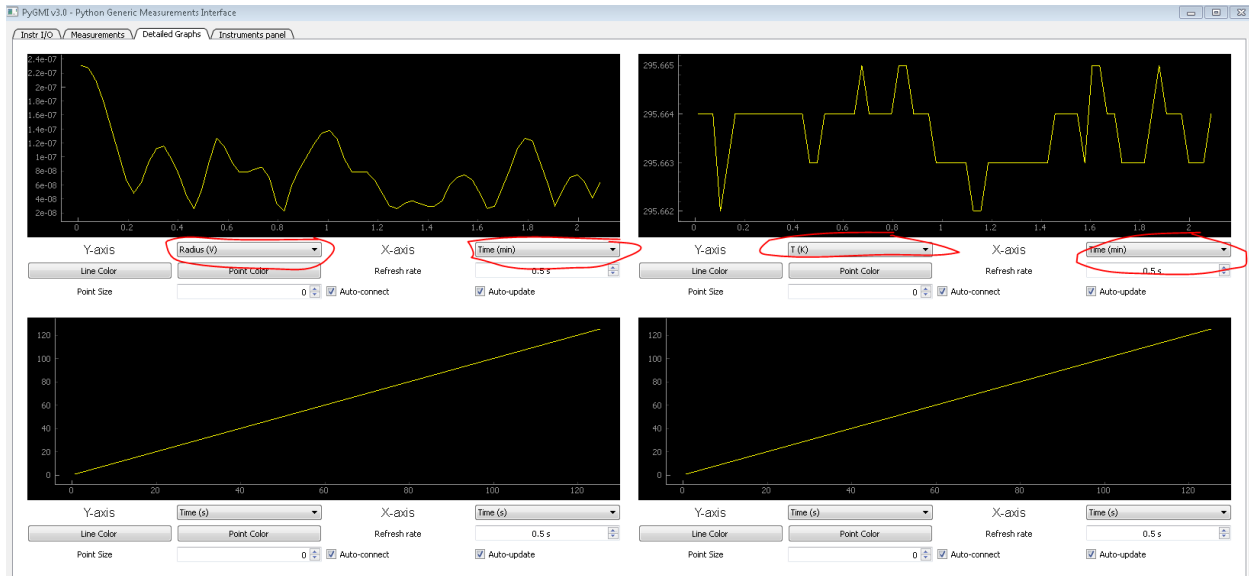 PyGMI v3.0 - Python Generic Measurements Interface
Instr I/O Measurements Detailed Graphs Instruments panel
2.4e-07
2.2e-07
2e-07
1.8e-07
1.6e-07
1.4e-07
1.2e-07
1e-07
8e-08
6e-08
4e-08
2e-08
0 0.2 0.4 0.6 0.8 1 1.2 1.4 1.6 1.8 2
Y-axis Radius (V) X-axis Time (min)
Line Color Point Color Refresh rate 0.5 s
Point Size 0 Auto-connect Auto-update
295.665
295.664
295.663
295.662
0 0.2 0.4 0.6 0.8 1 1.2 1.4 1.6 1.8 2
Y-axis T (K) X-axis Time (min)
Line Color Point Color Refresh rate 0.5 s
Point Size 0 Auto-connect Auto-update
120
100
80
60
40
20
0
0 20 40 60 80 100 120
Y-axis Time (s) X-axis Time (s)
Line Color Point Color Refresh rate 0.5 s
Point Size 0 Auto-connect Auto-update
120
100
80
60
40
20
0
0 20 40 60 80 100 120
Y-axis Time (s) X-axis Time (s)
Line Color Point Color Refresh rate 0.5 s
Point Size 0 Auto-connect Auto-update